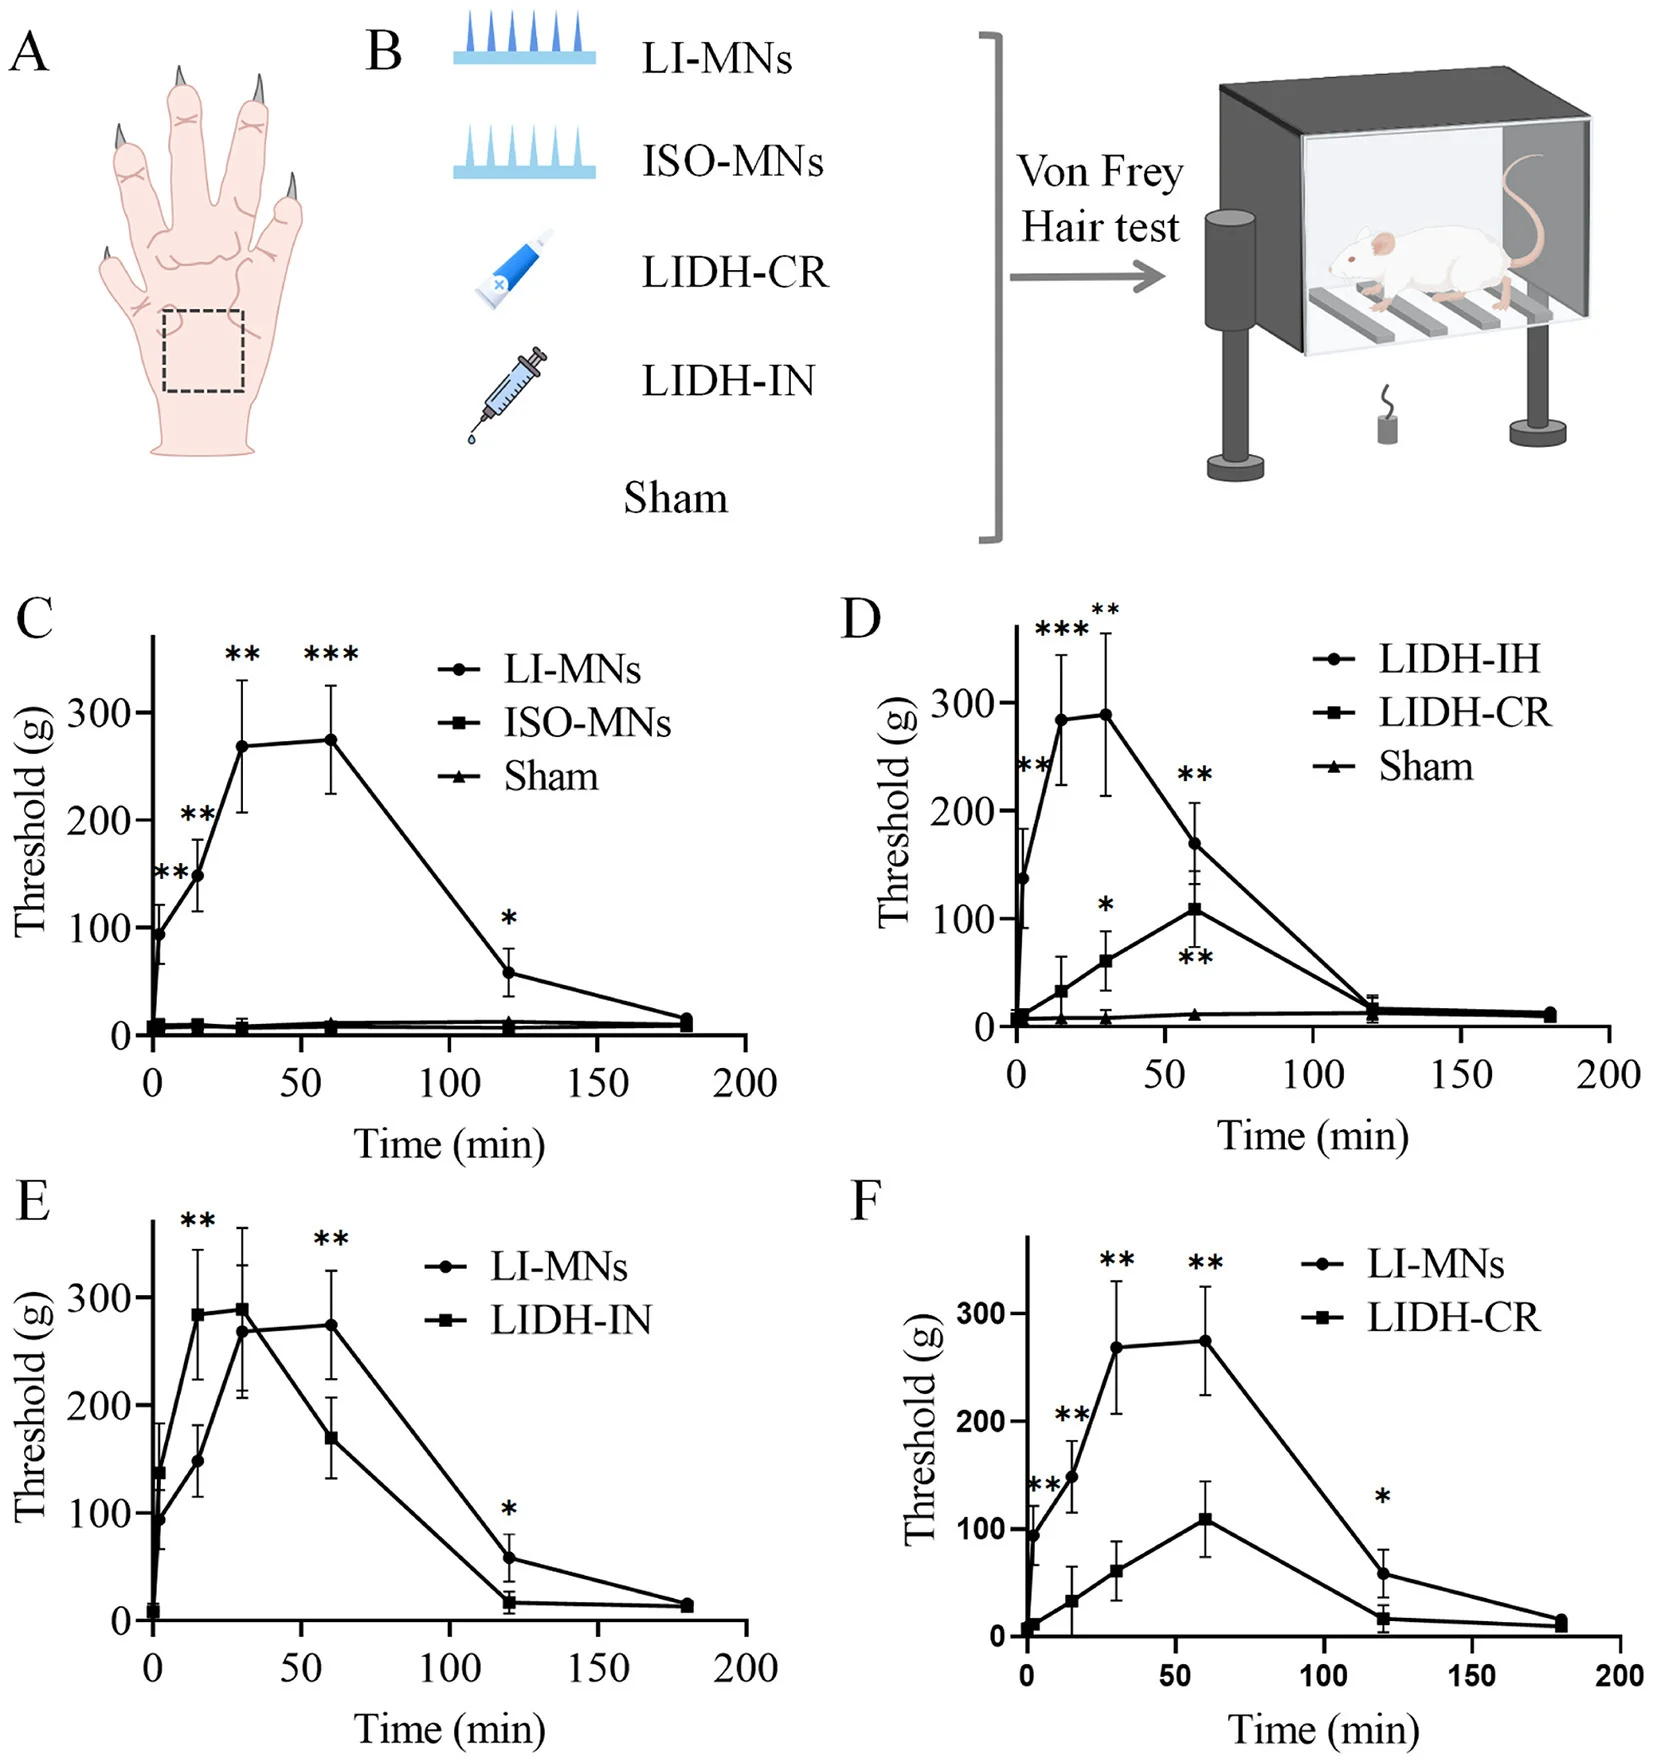 A
B
LI-MNs
ISO-MNs
LIDH-CR
LIDH-IN
Sham
Von Frey
Hair test
C
** ***
**
**
*
LI-MNs
ISO-MNs
Sham
Threshold (g)
300
200
100
0
0 50 100 150 200
Time (min)
D
**
***
**
**
*
**
LIDH-IH
LIDH-CR
Sham
Threshold (g)
300
200
100
0
0 50 100 150 200
Time (min)
E
**
**
*
LI-MNs
LIDH-IN
Threshold (g)
300
200
100
0
0 50 100 150 200
Time (min)
F
** **
**
**
*
LI-MNs
LIDH-CR
Threshold (g)
300
200
100
0
0 50 100 150 200
Time (min)